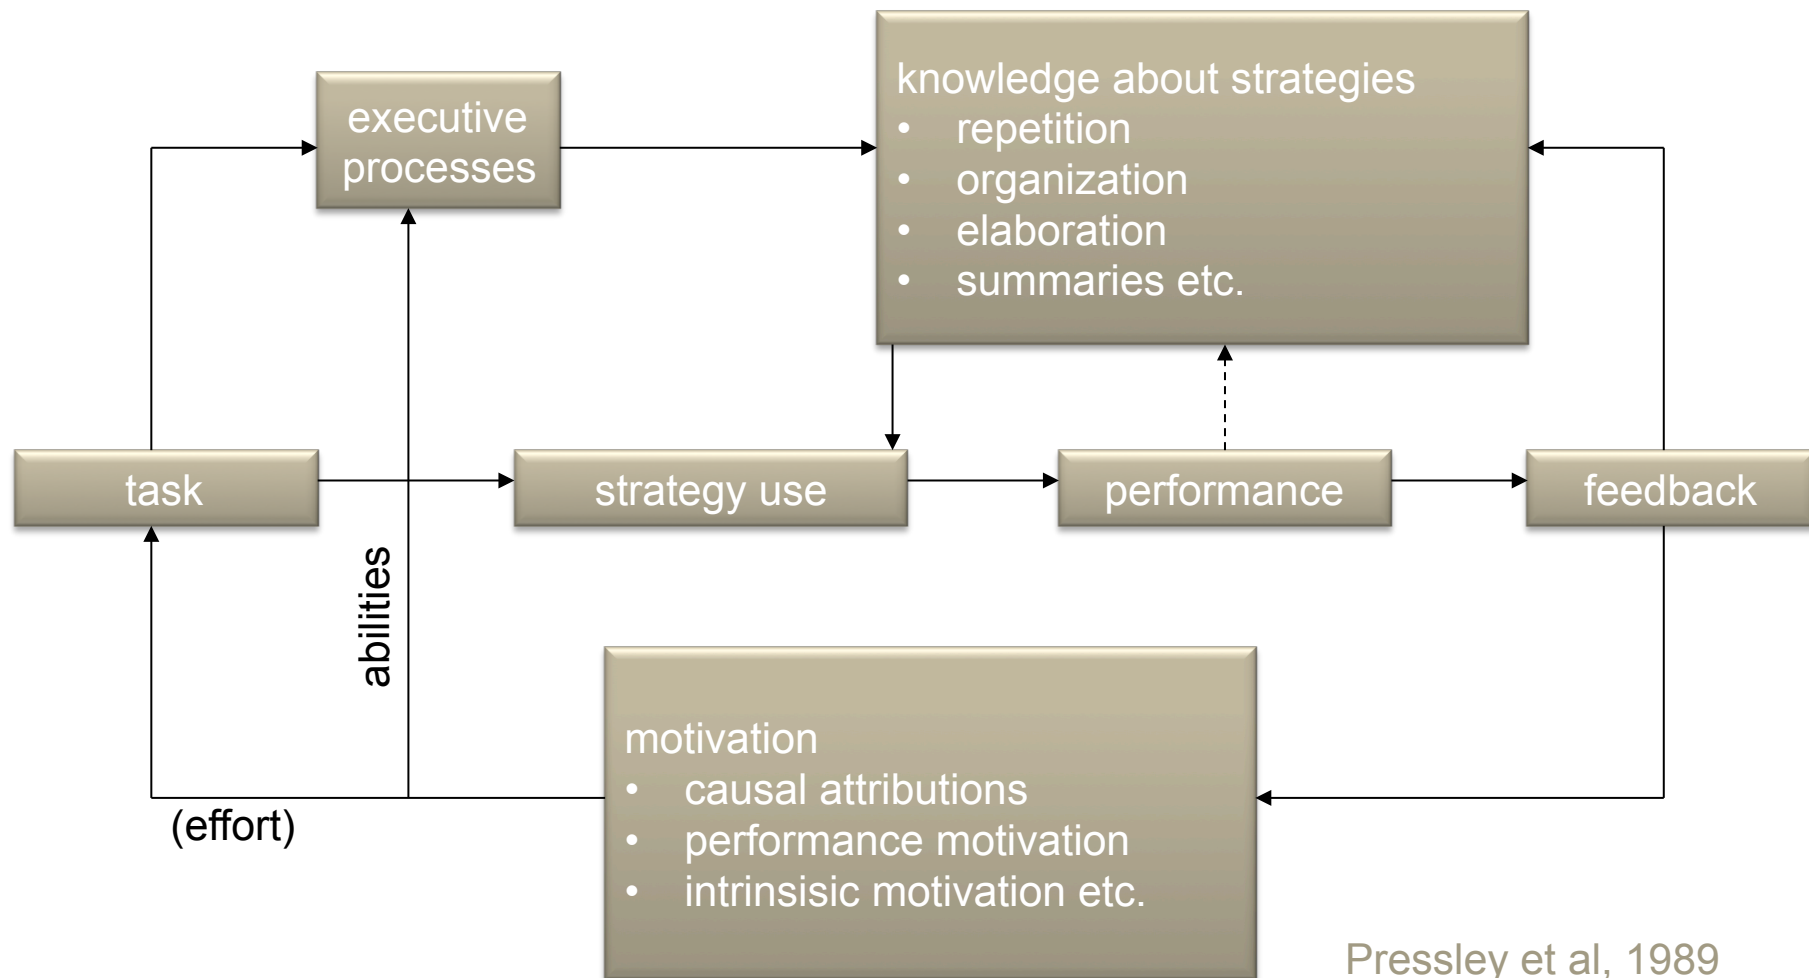 executive
processes
knowledge about strategies
• repetition
• organization
• elaboration
• summaries etc.
task
strategy use
performance
feedback
abilities
(effort)
motivation
• causal attributions
• performance motivation
• intrinsisic motivation etc.
Pressley et al, 1989